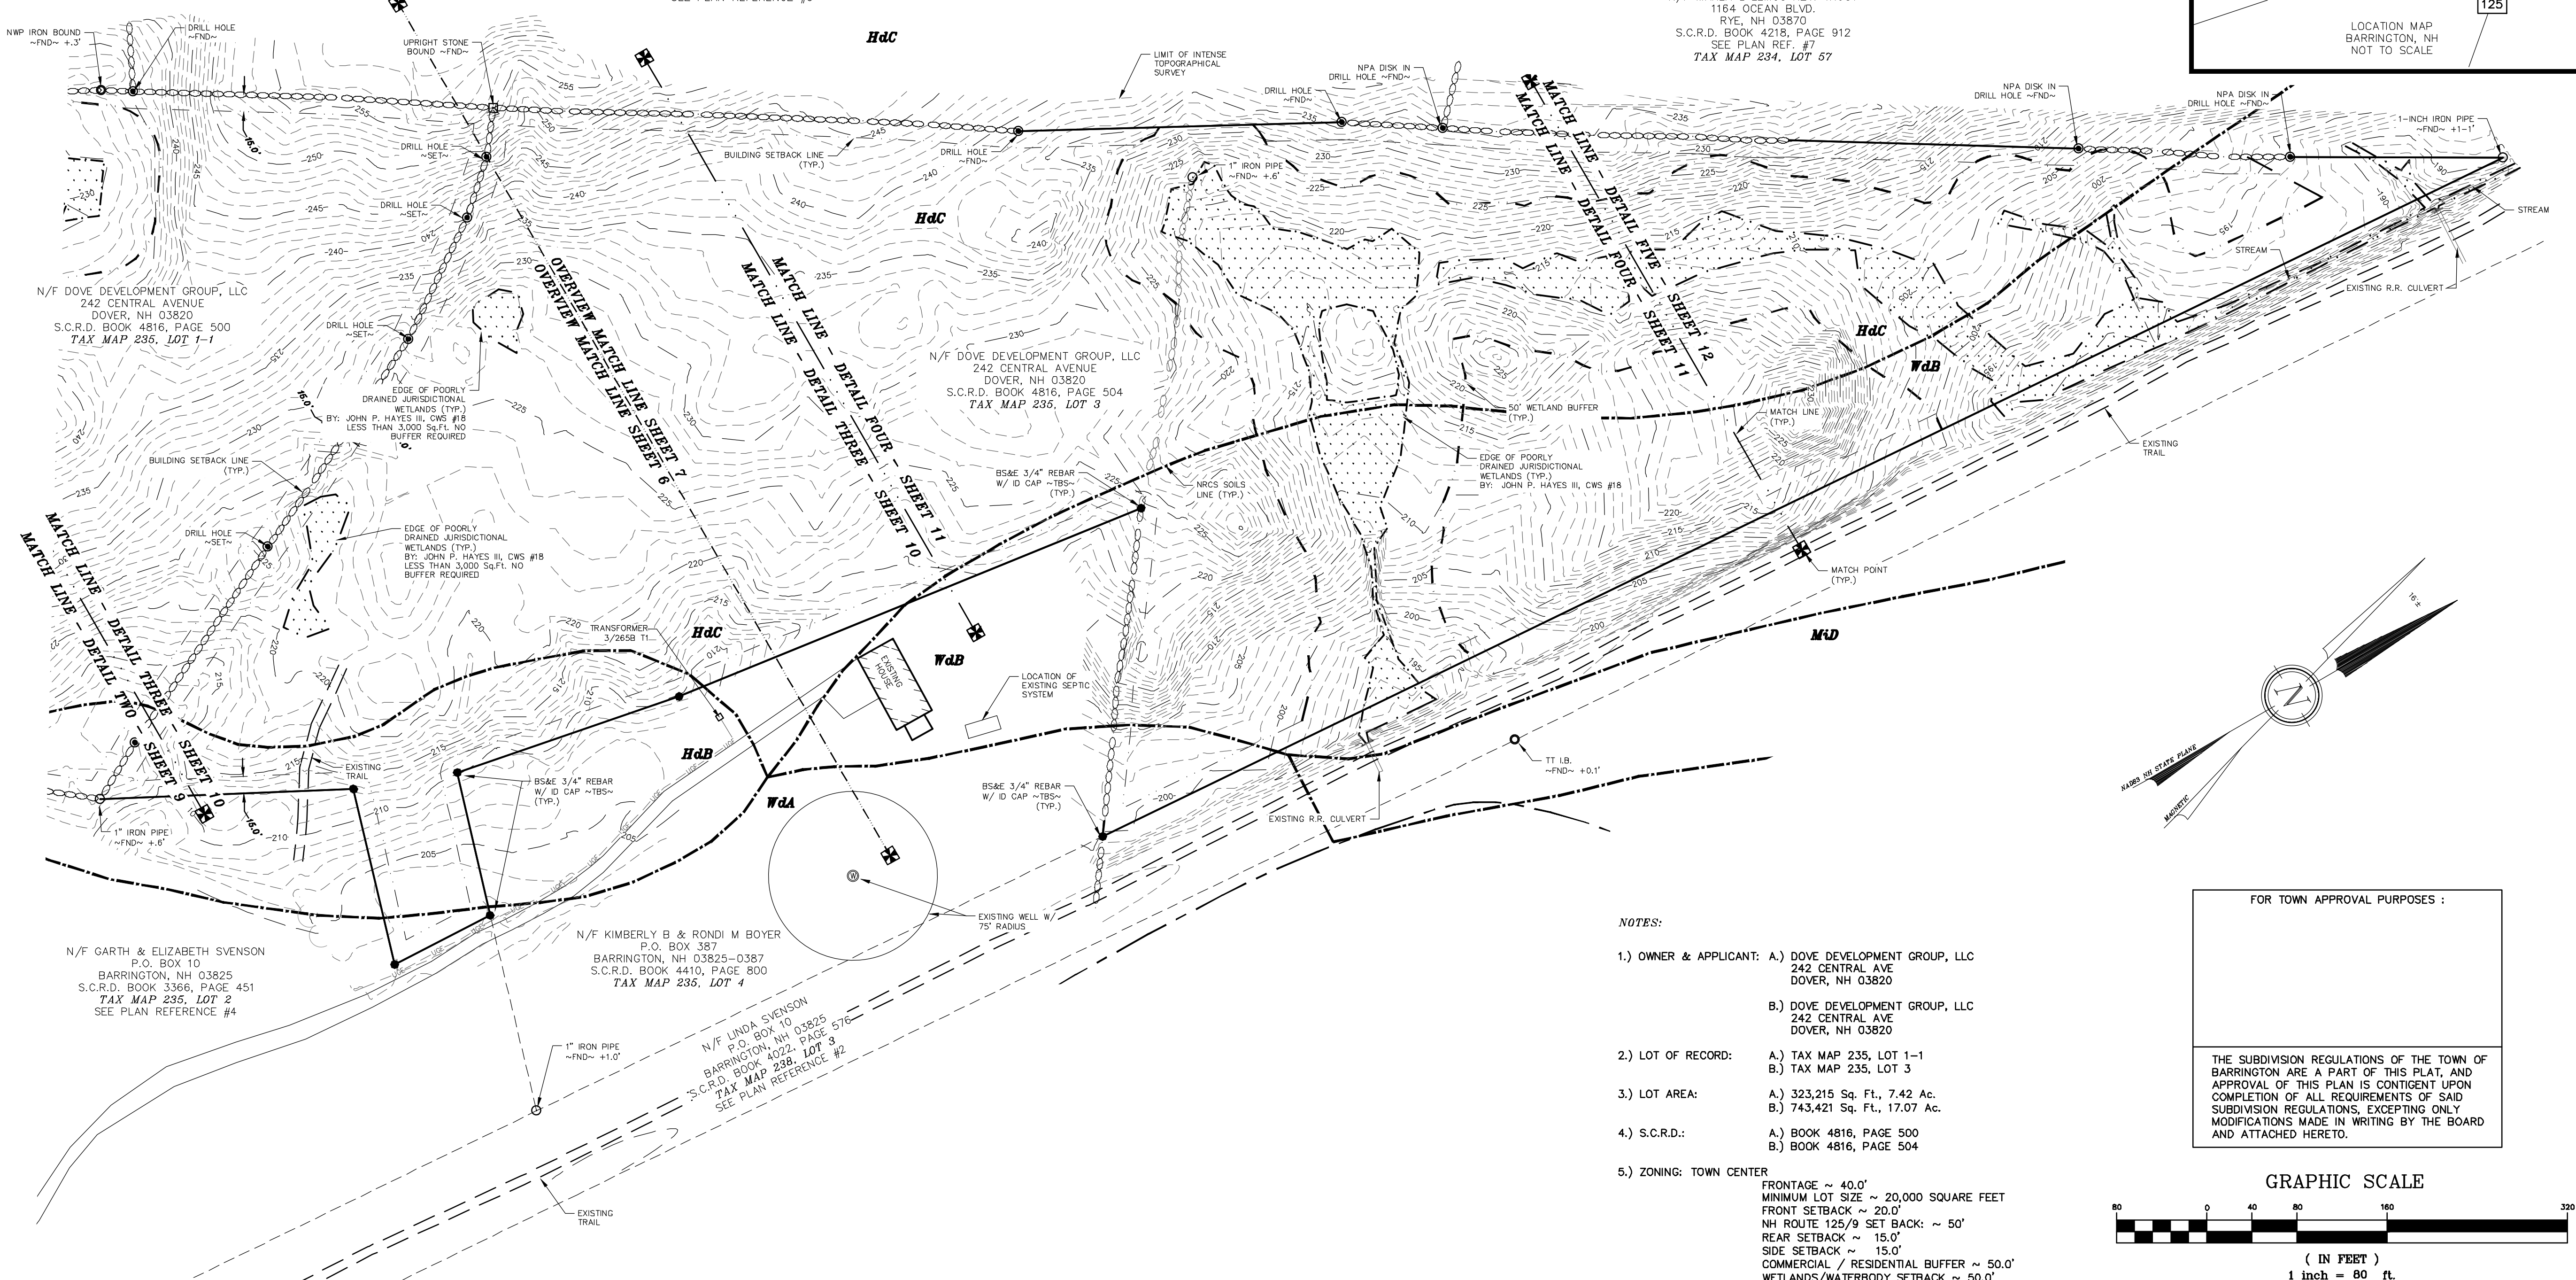 1164 OCEAN BLVD.
RYE, NH 03870
S.C.R.D. BOOK 4218, PAGE 912
SEE PLAN REF. #7
TAX MAP 234, LOT 57
125
LOCATION MAP
BARRINGTON, NH
NOT TO SCALE
NWP IRON BOUND
~FND~ +.3'
DRILL HOLE
~FND~
UPRIGHT STONE
BOUND ~FND~
HdC
LIMIT OF INTENSE
TOPOGRAPHICAL
SURVEY
NPA DISK IN
DRILL HOLE ~FND~
DRILL HOLE
~FND~
MATCH LINE - DETAIL FIVE - SHEET 12
MATCH LINE - DETAIL FOUR - SHEET 11
NPA DISK IN
DRILL HOLE ~FND~
NPA DISK IN
DRILL HOLE ~FND~
1-INCH IRON PIPE
~FND~ +1-1'
16.0'
DRILL HOLE
~SET~
BUILDING SETBACK LINE
(TYP.)
DRILL HOLE
~FND~
1" IRON PIPE
~FND~ +.6'
DRILL HOLE
~SET~
HdC
STREAM
STREAM
EXISTING R.R. CULVERT
OVERVIEW MATCH LINE SHEET 7
OVERVIEW MATCH LINE SHEET 6
MATCH LINE - DETAIL FOUR - SHEET 11
MATCH LINE - DETAIL THREE - SHEET 10
N/F DOVE DEVELOPMENT GROUP, LLC
242 CENTRAL AVENUE
DOVER, NH 03820
S.C.R.D. BOOK 4816, PAGE 500
TAX MAP 235, LOT 1-1
DRILL HOLE
~SET~
HdC
WdB
N/F DOVE DEVELOPMENT GROUP, LLC
242 CENTRAL AVENUE
DOVER, NH 03820
S.C.R.D. BOOK 4816, PAGE 504
TAX MAP 235, LOT 3
EDGE OF POORLY
DRAINED JURISDICTIONAL
WETLANDS (TYP.)
BY: JOHN P. HAYES III, CWS #18
LESS THAN 3,000 Sq.Ft. NO
BUFFER REQUIRED
16.0'
50' WETLAND BUFFER
(TYP.)
MATCH LINE
(TYP.)
EXISTING
TRAIL
BUILDING SETBACK LINE
(TYP.)
EDGE OF POORLY
DRAINED JURISDICTIONAL
WETLANDS (TYP.)
BY: JOHN P. HAYES III, CWS #18
BS&E 3/4" REBAR
W/ ID CAP ~TBS~
(TYP.)
NRCS SOILS
LINE (TYP.)
DRILL HOLE
~SET~
EDGE OF POORLY
DRAINED JURISDICTIONAL
WETLANDS (TYP.)
BY: JOHN P. HAYES III, CWS #18
LESS THAN 3,000 Sq.Ft. NO
BUFFER REQUIRED
MATCH LINE - DETAIL THREE - SHEET 10
MATCH LINE - DETAIL TWO - SHEET 9
MATCH POINT
(TYP.)
MiD
TRANSFORMER
3/265B T1
HdC
EXISTING
HOUSE
WdB
LOCATION OF
EXISTING SEPTIC
SYSTEM
16°±
N
NAD83 NH STATE PLANE
MAGNETIC
HdB
EXISTING
TRAIL
BS&E 3/4" REBAR
W/ ID CAP ~TBS~
(TYP.)
WdA
BS&E 3/4" REBAR
W/ ID CAP ~TBS~
(TYP.)
TT I.B.
~FND~ +0.1'
EXISTING R.R. CULVERT
1" IRON PIPE
~FND~ +.6'
16.0'
W
EXISTING WELL W/
75' RADIUS
N/F GARTH & ELIZABETH SVENSON
P.O. BOX 10
BARRINGTON, NH 03825
S.C.R.D. BOOK 3366, PAGE 451
TAX MAP 235, LOT 2
SEE PLAN REFERENCE #4
N/F KIMBERLY B & RONDI M BOYER
P.O. BOX 387
BARRINGTON, NH 03825-0387
S.C.R.D. BOOK 4410, PAGE 800
TAX MAP 235, LOT 4
N/F LINDA SVENSON
P.O. BOX 10
BARRINGTON, NH 03825
S.C.R.D. BOOK 4022, PAGE 576
TAX MAP 238, LOT 3
SEE PLAN REFERENCE #2
1" IRON PIPE
~FND~ +1.0'
EXISTING
TRAIL
NOTES:
1.) OWNER & APPLICANT: A.) DOVE DEVELOPMENT GROUP, LLC
242 CENTRAL AVE
DOVER, NH 03820
B.) DOVE DEVELOPMENT GROUP, LLC
242 CENTRAL AVE
DOVER, NH 03820
2.) LOT OF RECORD: A.) TAX MAP 235, LOT 1-1
B.) TAX MAP 235, LOT 3
3.) LOT AREA: A.) 323,215 Sq. Ft., 7.42 Ac.
B.) 743,421 Sq. Ft., 17.07 Ac.
4.) S.C.R.D.: A.) BOOK 4816, PAGE 500
B.) BOOK 4816, PAGE 504
5.) ZONING: TOWN CENTER
FRONTAGE ~ 40.0'
MINIMUM LOT SIZE ~ 20,000 SQUARE FEET
FRONT SETBACK ~ 20.0'
NH ROUTE 125/9 SET BACK: ~ 50'
REAR SETBACK ~ 15.0'
SIDE SETBACK ~ 15.0'
COMMERCIAL / RESIDENTIAL BUFFER ~ 50.0'
WETLANDS/WATERBODY SETBACK ~ 50.0'
FOR TOWN APPROVAL PURPOSES :
THE SUBDIVISION REGULATIONS OF THE TOWN OF
BARRINGTON ARE A PART OF THIS PLAT, AND
APPROVAL OF THIS PLAN IS CONTIGENT UPON
COMPLETION OF ALL REQUIREMENTS OF SAID
SUBDIVISION REGULATIONS, EXCEPTING ONLY
MODIFICATIONS MADE IN WRITING BY THE BOARD
AND ATTACHED HERETO.
GRAPHIC SCALE
80 0 40 80 160 320
( IN FEET )
1 inch = 80 ft.